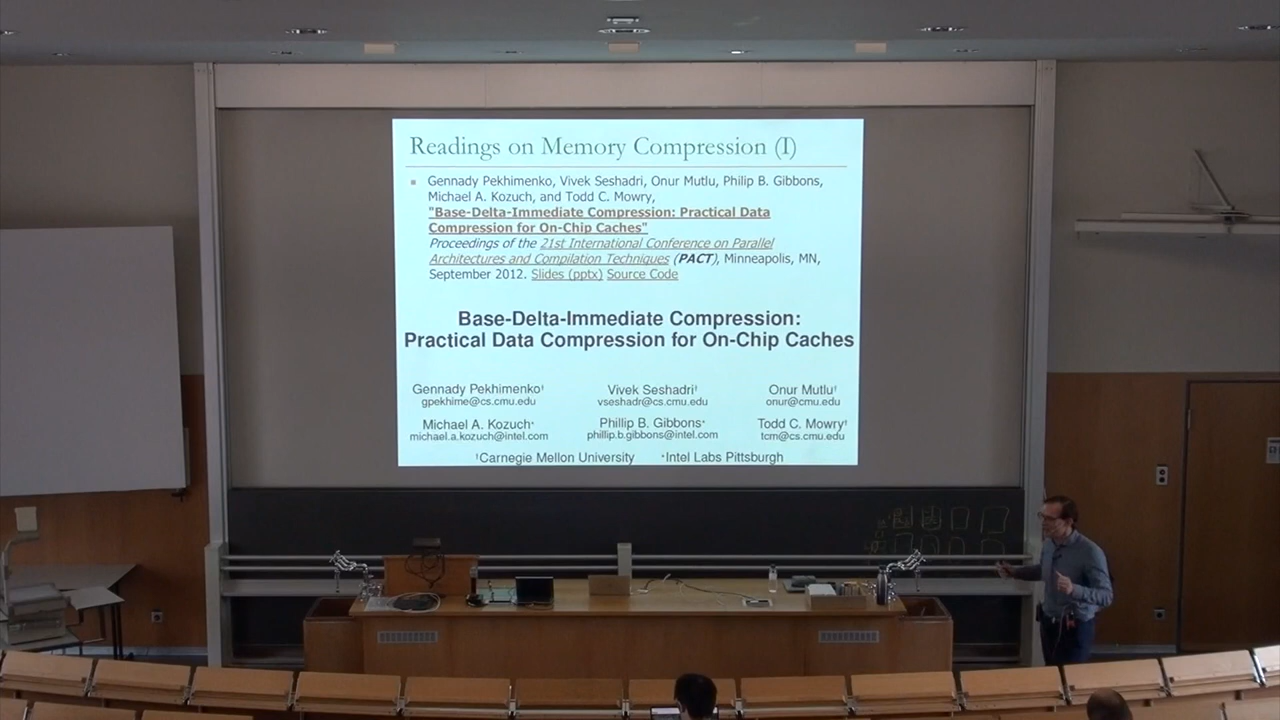 Readings on Memory Compression (I)
Gennady Pekhimenko, Vivek Seshadri, Onur Mutlu, Philip B. Gibbons,
Michael A. Kozuch, and Todd C. Mowry,
"Base-Delta-Immediate Compression: Practical Data
Compression for On-Chip Caches"
Proceedings of the 21st International Conference on Parallel
Architectures and Compilation Techniques (PACT), Minneapolis, MN,
September 2012. Slides (pptx) Source Code
Base-Delta-Immediate Compression:
Practical Data Compression for On-Chip Caches
Gennady Pekhimenko† Vivek Seshadri† Onur Mutlu†
gpekhime@cs.cmu.edu vseshadr@cs.cmu.edu onur@cmu.edu
Michael A. Kozuch* Phillip B. Gibbons* Todd C. Mowry†
michael.a.kozuch@intel.com phillip.b.gibbons@intel.com tcm@cs.cmu.edu
†Carnegie Mellon University *Intel Labs Pittsburgh